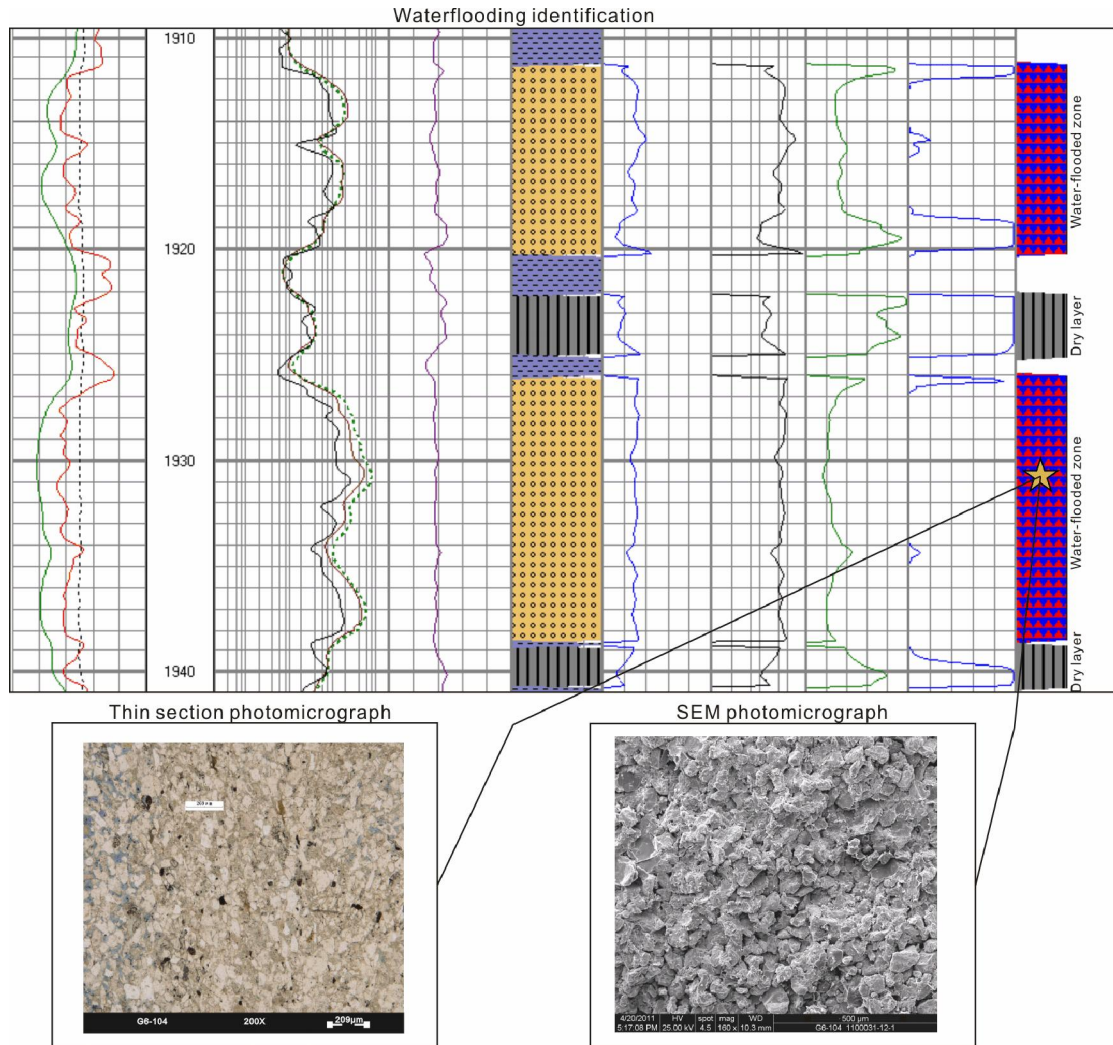 Waterflooding identification
1910
1920
1930
1940
Water-flooded zone
Dry layer
Water-flooded zone
Dry layer
Thin section photomicrograph
SEM photomicrograph
G6-104 200X 209μm
4/20/2011 HV spot mag WD 500 μm
5:17:08 PM 25.00 kV 4.5 160 x 10.3 mm G6-104 1100031-12-1